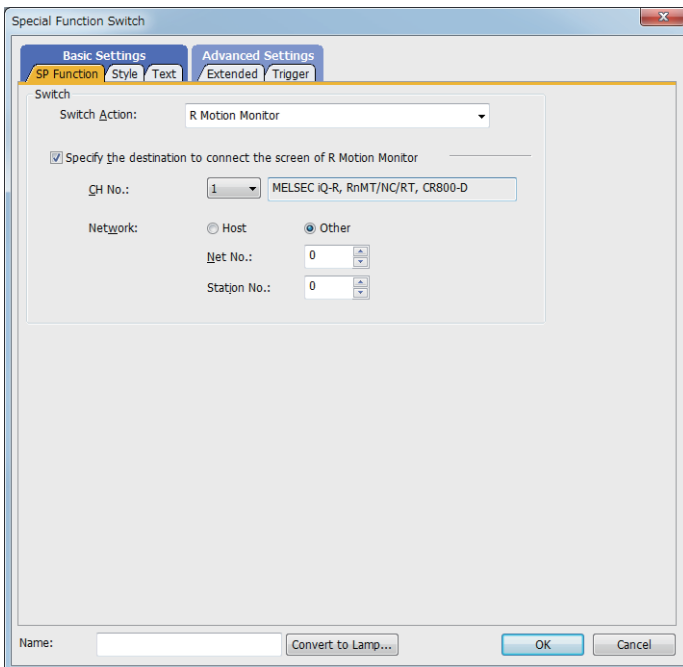 Special Function Switch
x
Basic Settings Advanced Settings
SP Function Style Text Extended Trigger
Switch
Switch Action: R Motion Monitor
Specify the destination to connect the screen of R Motion Monitor
CH No.: 1 MELSEC iQ-R, RnMT/NC/RT, CR800-D
Network: Host Other
Net No.: 0
Station No.: 0
Name: Convert to Lamp... OK Cancel